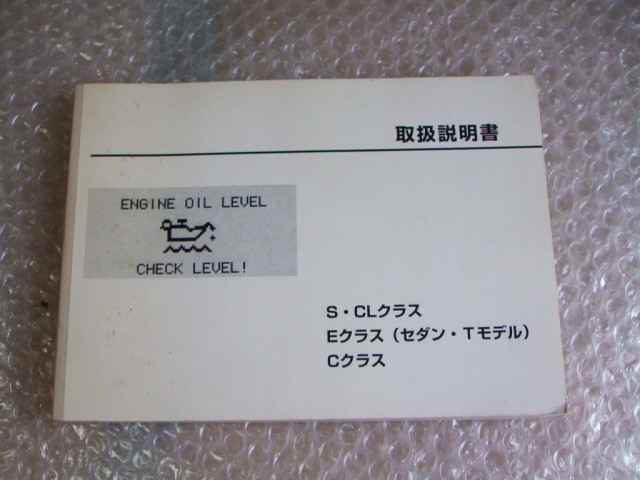 取扱説明書
ENGINE OIL LEVEL
CHECK LEVEL!
S・CLクラス
Eクラス（セダン・Tモデル）
Cクラス